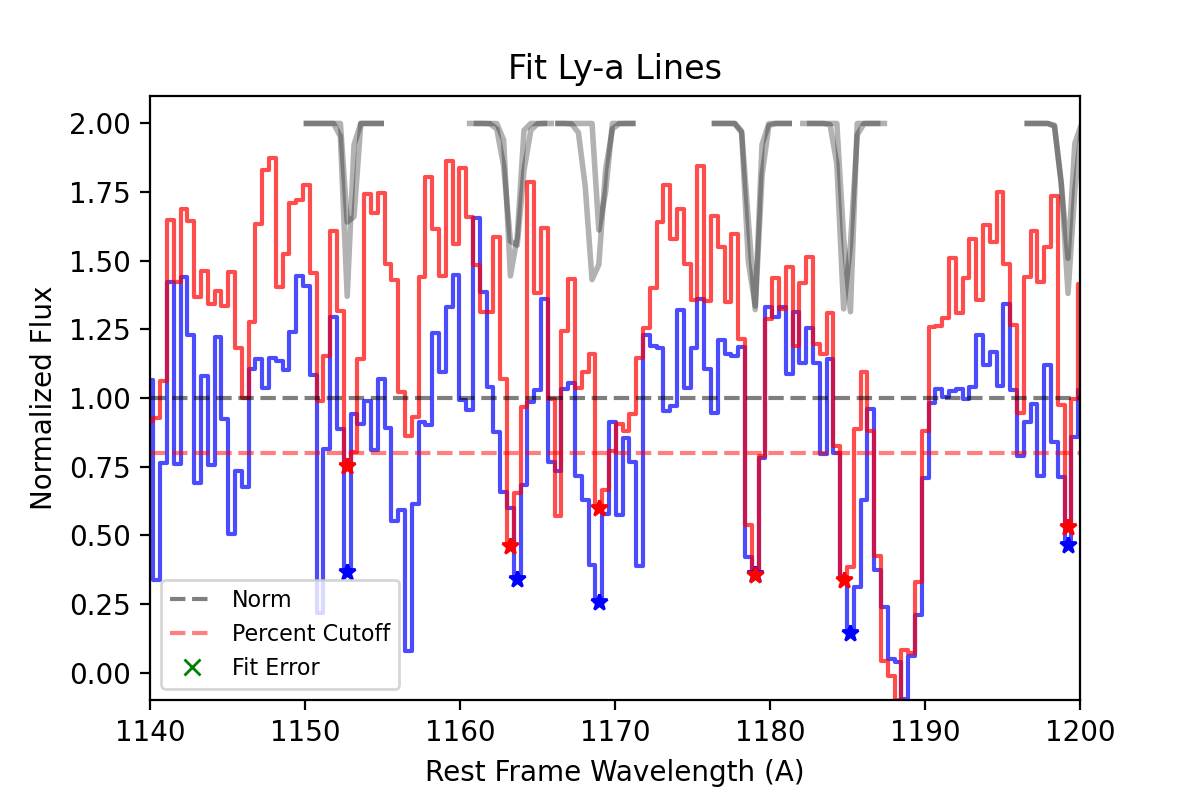 Fit Ly-a Lines
Normalized Flux
2.00
1.75
1.50
1.25
1.00
0.75
0.50
0.25
0.00
Norm
Percent Cutoff
Fit Error
1140 1150 1160 1170 1180 1190 1200
Rest Frame Wavelength (A)